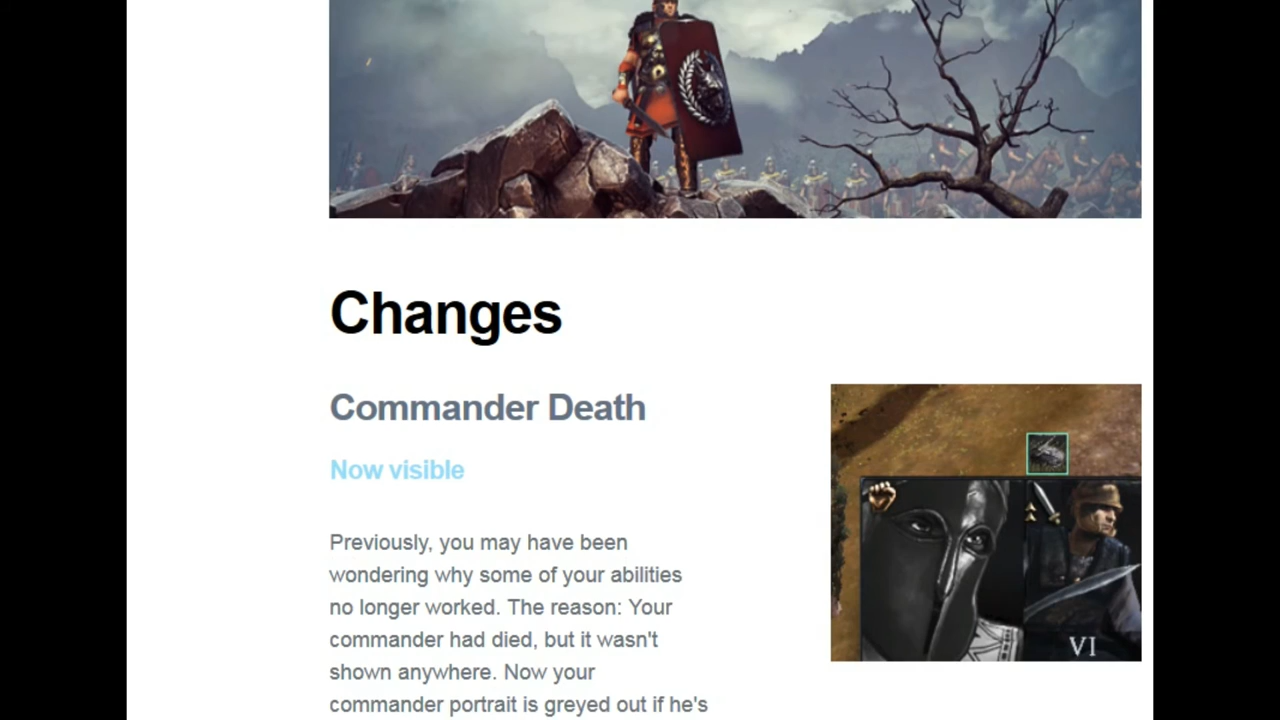 Changes
Commander Death
Now visible
Previously, you may have been
wondering why some of your abilities
no longer worked. The reason: Your
commander had died, but it wasn't
shown anywhere. Now your
commander portrait is greyed out if he's
VI